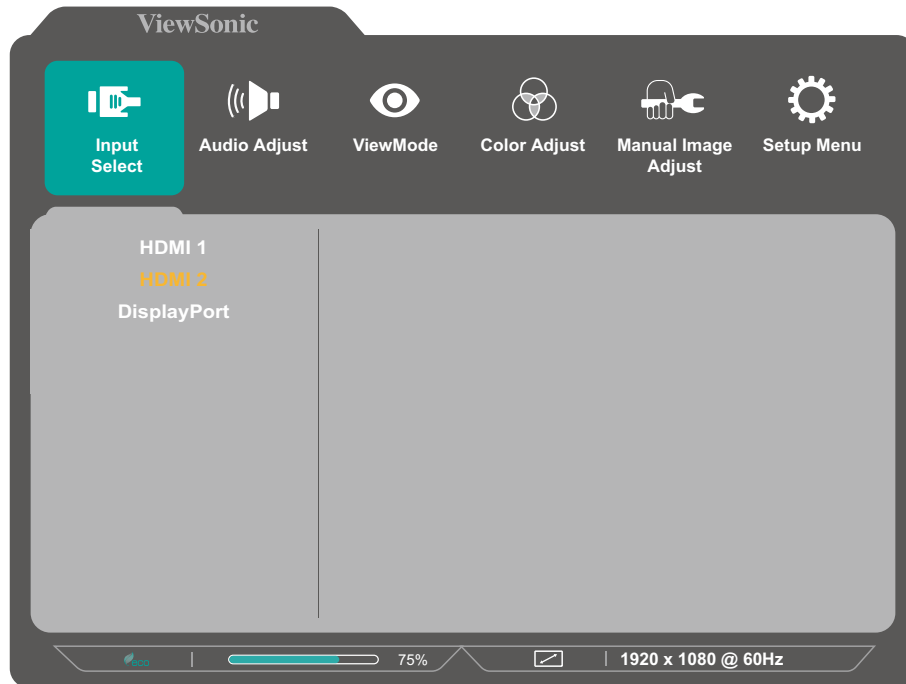 ViewSonic
Input
Select
Audio Adjust
ViewMode
Color Adjust
Manual Image
Adjust
Setup Menu
HDMI 1
HDMI 2
DisplayPort
eco
75%
1920 x 1080 @ 60Hz